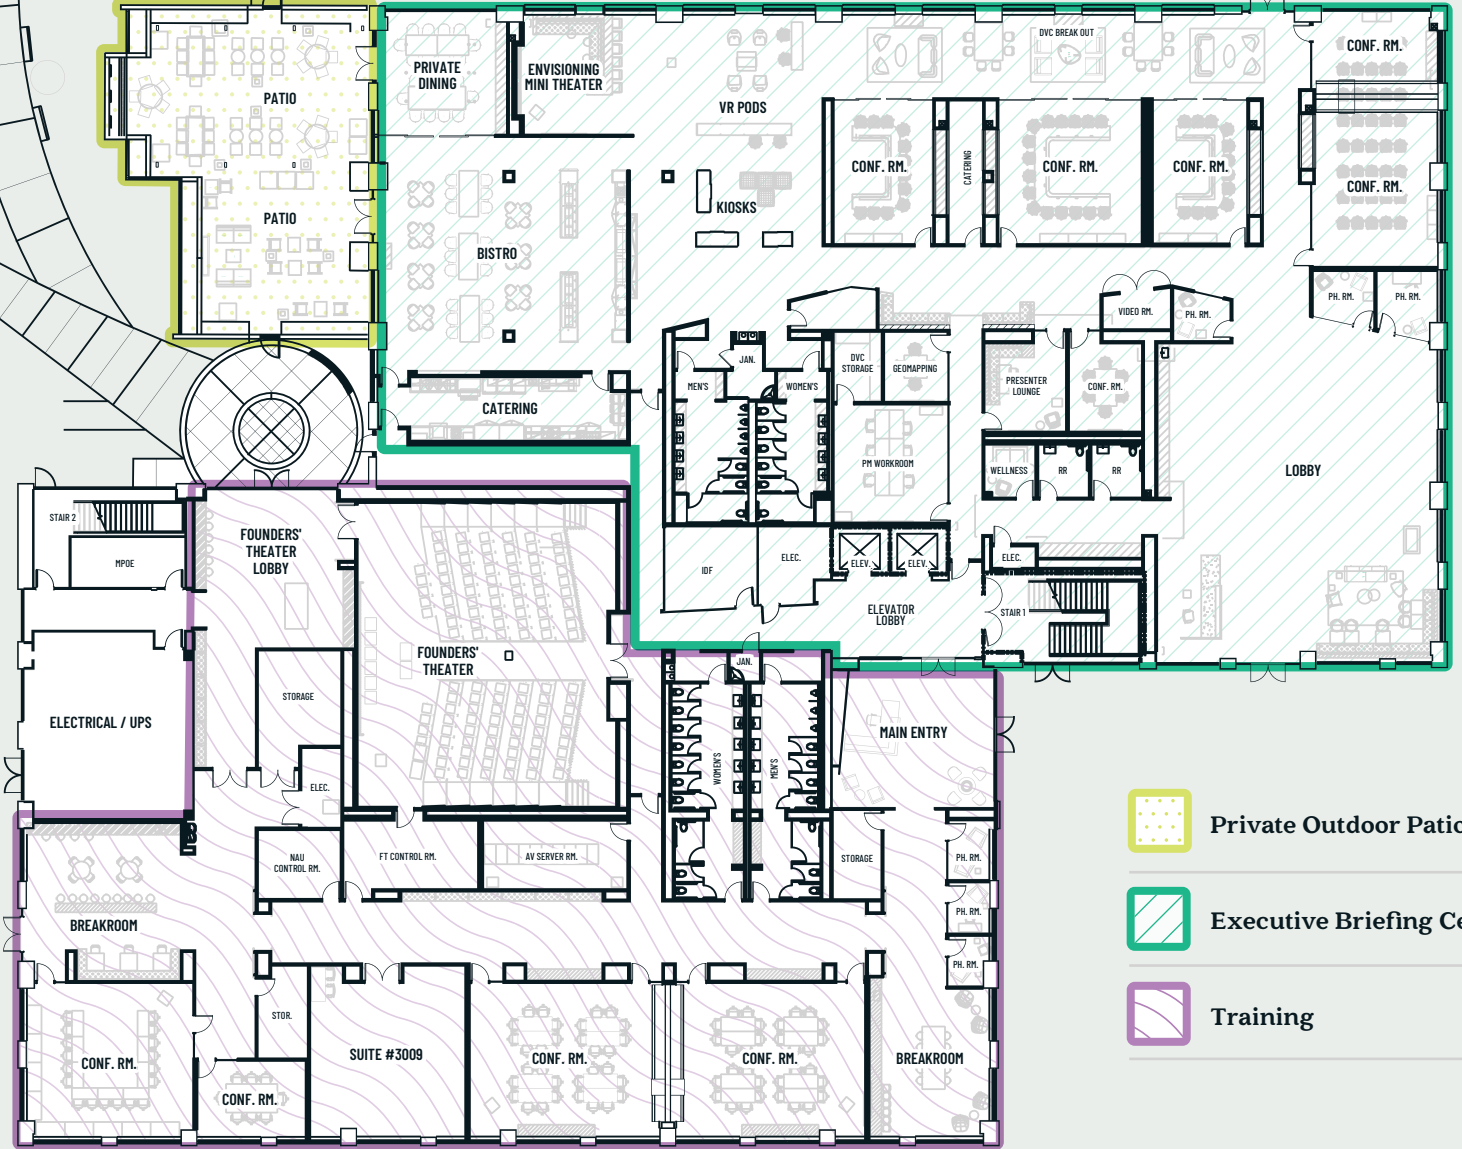 PRIVATE
DINING
ENVISIONING
MINI THEATER
DVC BREAK OUT
CONF. RM.
PATIO
VR PODS
CONF. RM.
CATERING
CONF. RM.
CONF. RM.
CONF. RM.
PATIO
KIOSKS
BISTRO
VIDEO RM.
PH. RM.
PH. RM.
PH. RM.
JAN.
DVC
STORAGE
GEOMAPPING
MEN'S
WOMEN'S
PRESENTER
LOUNGE
CONF. RM.
CATERING
PM WORKROOM
WELLNESS
RR
RR
LOBBY
STAIR 2
MPOE
FOUNDERS'
THEATER
LOBBY
IDF
ELEC.
ELEV.
ELEV.
ELEC.
ELEVATOR
LOBBY
STAIR 1
FOUNDERS'
THEATER
JAN.
STORAGE
ELECTRICAL / UPS
WOMEN'S
MEN'S
MAIN ENTRY
ELEC.
NAU
CONTROL RM.
FT CONTROL RM.
AV SERVER RM.
STORAGE
PH. RM.
PH. RM.
PH. RM.
BREAKROOM
STOR.
CONF. RM.
SUITE #3009
CONF. RM.
CONF. RM.
BREAKROOM
CONF. RM.
Private Outdoor Patio
Executive Briefing Ce
Training